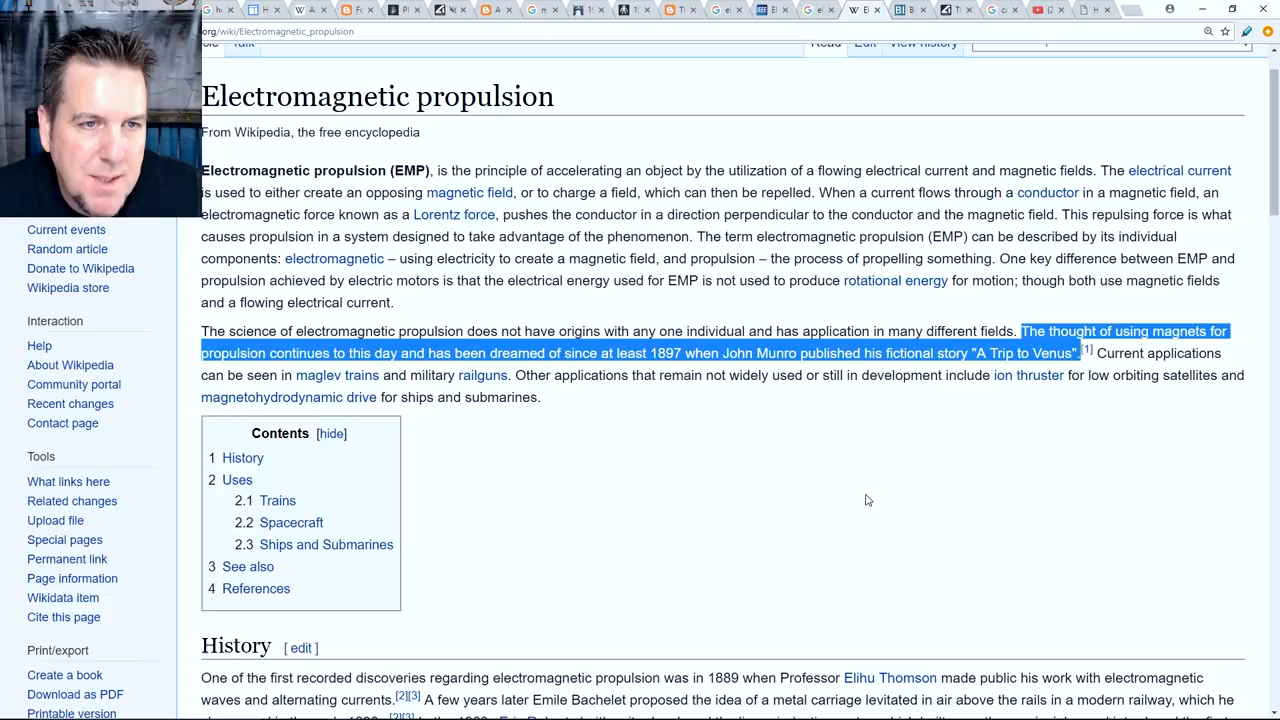 org/wiki/Electromagnetic_propulsion
Talk
Read Edit View history
Electromagnetic propulsion
From Wikipedia, the free encyclopedia
Electromagnetic propulsion (EMP), is the principle of accelerating an object by the utilization of a flowing electrical current and magnetic fields. The electrical current
is used to either create an opposing magnetic field, or to charge a field, which can then be repelled. When a current flows through a conductor in a magnetic field, an
electromagnetic force known as a Lorentz force, pushes the conductor in a direction perpendicular to the conductor and the magnetic field. This repulsing force is what
causes propulsion in a system designed to take advantage of the phenomenon. The term electromagnetic propulsion (EMP) can be described by its individual
components: electromagnetic – using electricity to create a magnetic field, and propulsion – the process of propelling something. One key difference between EMP and
propulsion achieved by electric motors is that the electrical energy used for EMP is not used to produce rotational energy for motion; though both use magnetic fields
and a flowing electrical current.
The science of electromagnetic propulsion does not have origins with any one individual and has application in many different fields. The thought of using magnets for
propulsion continues to this day and has been dreamed of since at least 1897 when John Munro published his fictional story "A Trip to Venus".[1] Current applications
can be seen in maglev trains and military railguns. Other applications that remain not widely used or still in development include ion thruster for low orbiting satellites and
magnetohydrodynamic drive for ships and submarines.
Contents [hide]
1 History
2 Uses
2.1 Trains
2.2 Spacecraft
2.3 Ships and Submarines
3 See also
4 References
History [ edit ]
One of the first recorded discoveries regarding electromagnetic propulsion was in 1889 when Professor Elihu Thomson made public his work with electromagnetic
waves and alternating currents.[2][3] A few years later Emile Bachelet proposed the idea of a metal carriage levitated in air above the rails in a modern railway, which he
Current events
Random article
Donate to Wikipedia
Wikipedia store
Interaction
Help
About Wikipedia
Community portal
Recent changes
Contact page
Tools
What links here
Related changes
Upload file
Special pages
Permanent link
Page information
Wikidata item
Cite this page
Print/export
Create a book
Download as PDF
Printable version